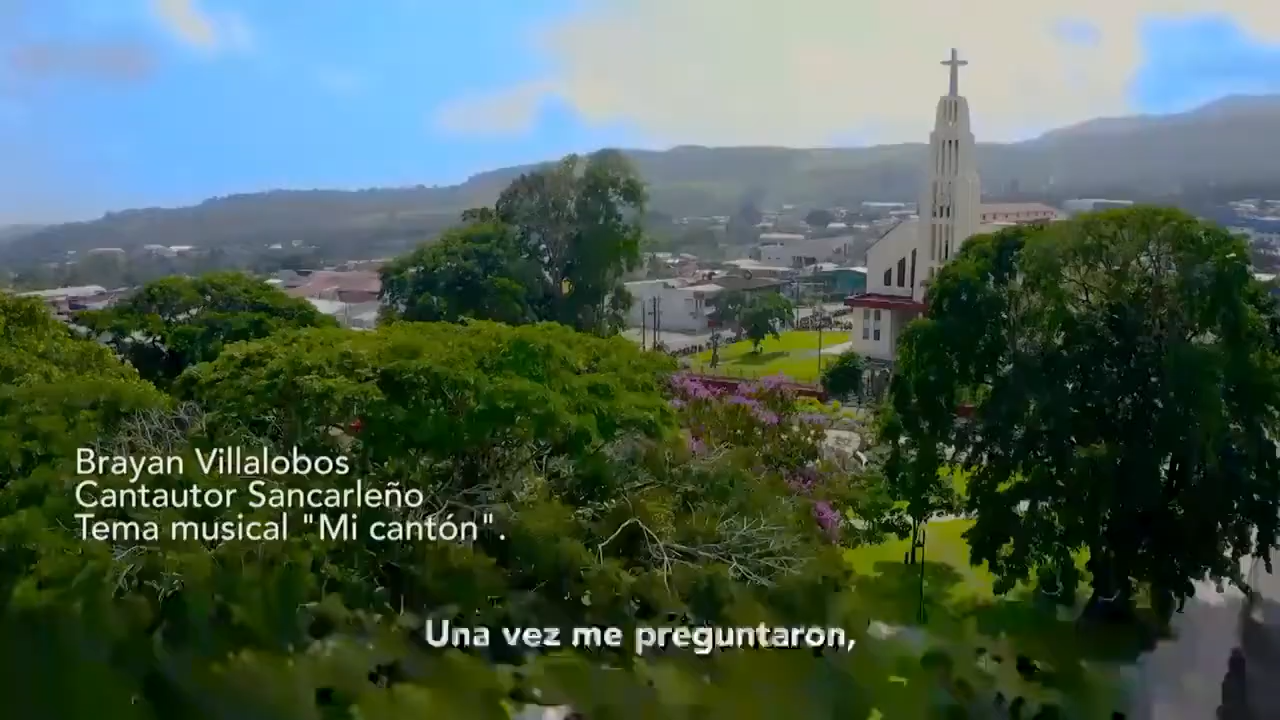 Brayan Villalobos
Cantautor Sancarleño
Tema musical "Mi cantón".
Una vez me preguntaron,